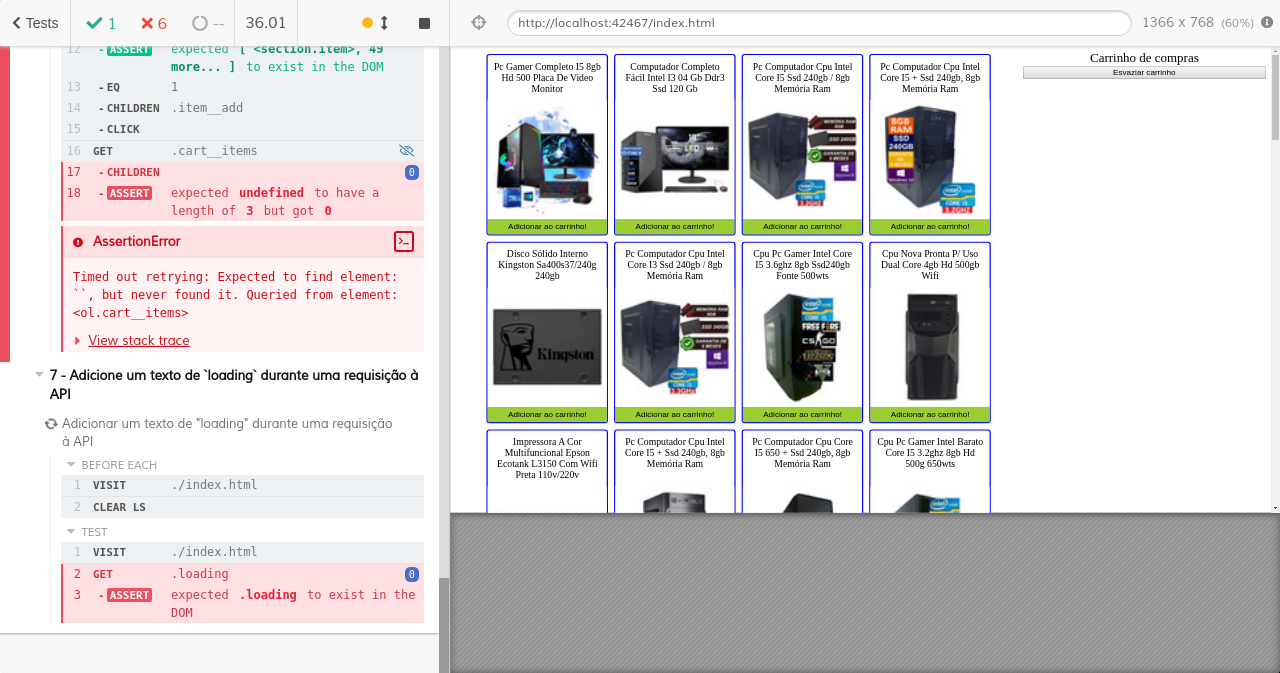 Tests
1
6
--
36.01
http://localhost:42467/index.html
1366 x 768 (60%)
12 - ASSERT expected [ <section.item>, 49
more... ] to exist in the DOM
13 - EQ 1
14 - CHILDREN .item__add
15 - CLICK
16 GET .cart__items
17 - CHILDREN 0
18 - ASSERT expected undefined to have a
length of 3 but got 0
AssertionError
Timed out retrying: Expected to find element:
``, but never found it. Queried from element:
<ol.cart__items>
View stack trace
7 - Adicione um texto de `loading` durante uma requisição à
API
Adicionar um texto de "loading" durante uma requisição
à API
BEFORE EACH
1 VISIT ./index.html
2 CLEAR LS
TEST
1 VISIT ./index.html
2 GET .loading 0
3 - ASSERT expected .loading to exist in the
DOM
Pc Gamer Completo I5 8gb
Hd 500 Placa De Video
Monitor
Adicionar ao carrinho!
Computador Completo
Fácil Intel I3 04 Gb Ddr3
Ssd 120 Gb
Adicionar ao carrinho!
Pc Computador Cpu Intel
Core I5 Ssd 240gb / 8gb
Memória Ram
Adicionar ao carrinho!
Pc Computador Cpu Intel
Core I5 + Ssd 240gb, 8gb
Memória Ram
8GB
RAM
SSD
240GB
Adicionar ao carrinho!
Disco Sólido Interno
Kingston Sa400s37/240g
240gb
Kingston
Adicionar ao carrinho!
Pc Computador Cpu Intel
Core I3 Ssd 240gb / 8gb
Memória Ram
Adicionar ao carrinho!
Cpu Pc Gamer Intel Core
I5 3.6ghz 8gb Ssd240gb
Fonte 500wts
FREE FIRE
CS:GO
Adicionar ao carrinho!
Cpu Nova Pronta P/ Uso
Dual Core 4gb Hd 500gb
Wifi
Adicionar ao carrinho!
Impressora A Cor
Multifuncional Epson
Ecotank L3150 Com Wifi
Preta 110v/220v
Pc Computador Cpu Intel
Core I5 + Ssd 240gb, 8gb
Memória Ram
Pc Computador Cpu Core
I5 650 + Ssd 240gb, 8gb
Memória Ram
Cpu Pc Gamer Intel Barato
Core I5 3.2ghz 8gb Hd
500g 650wts
Carrinho de compras
Esvaziar carrinho